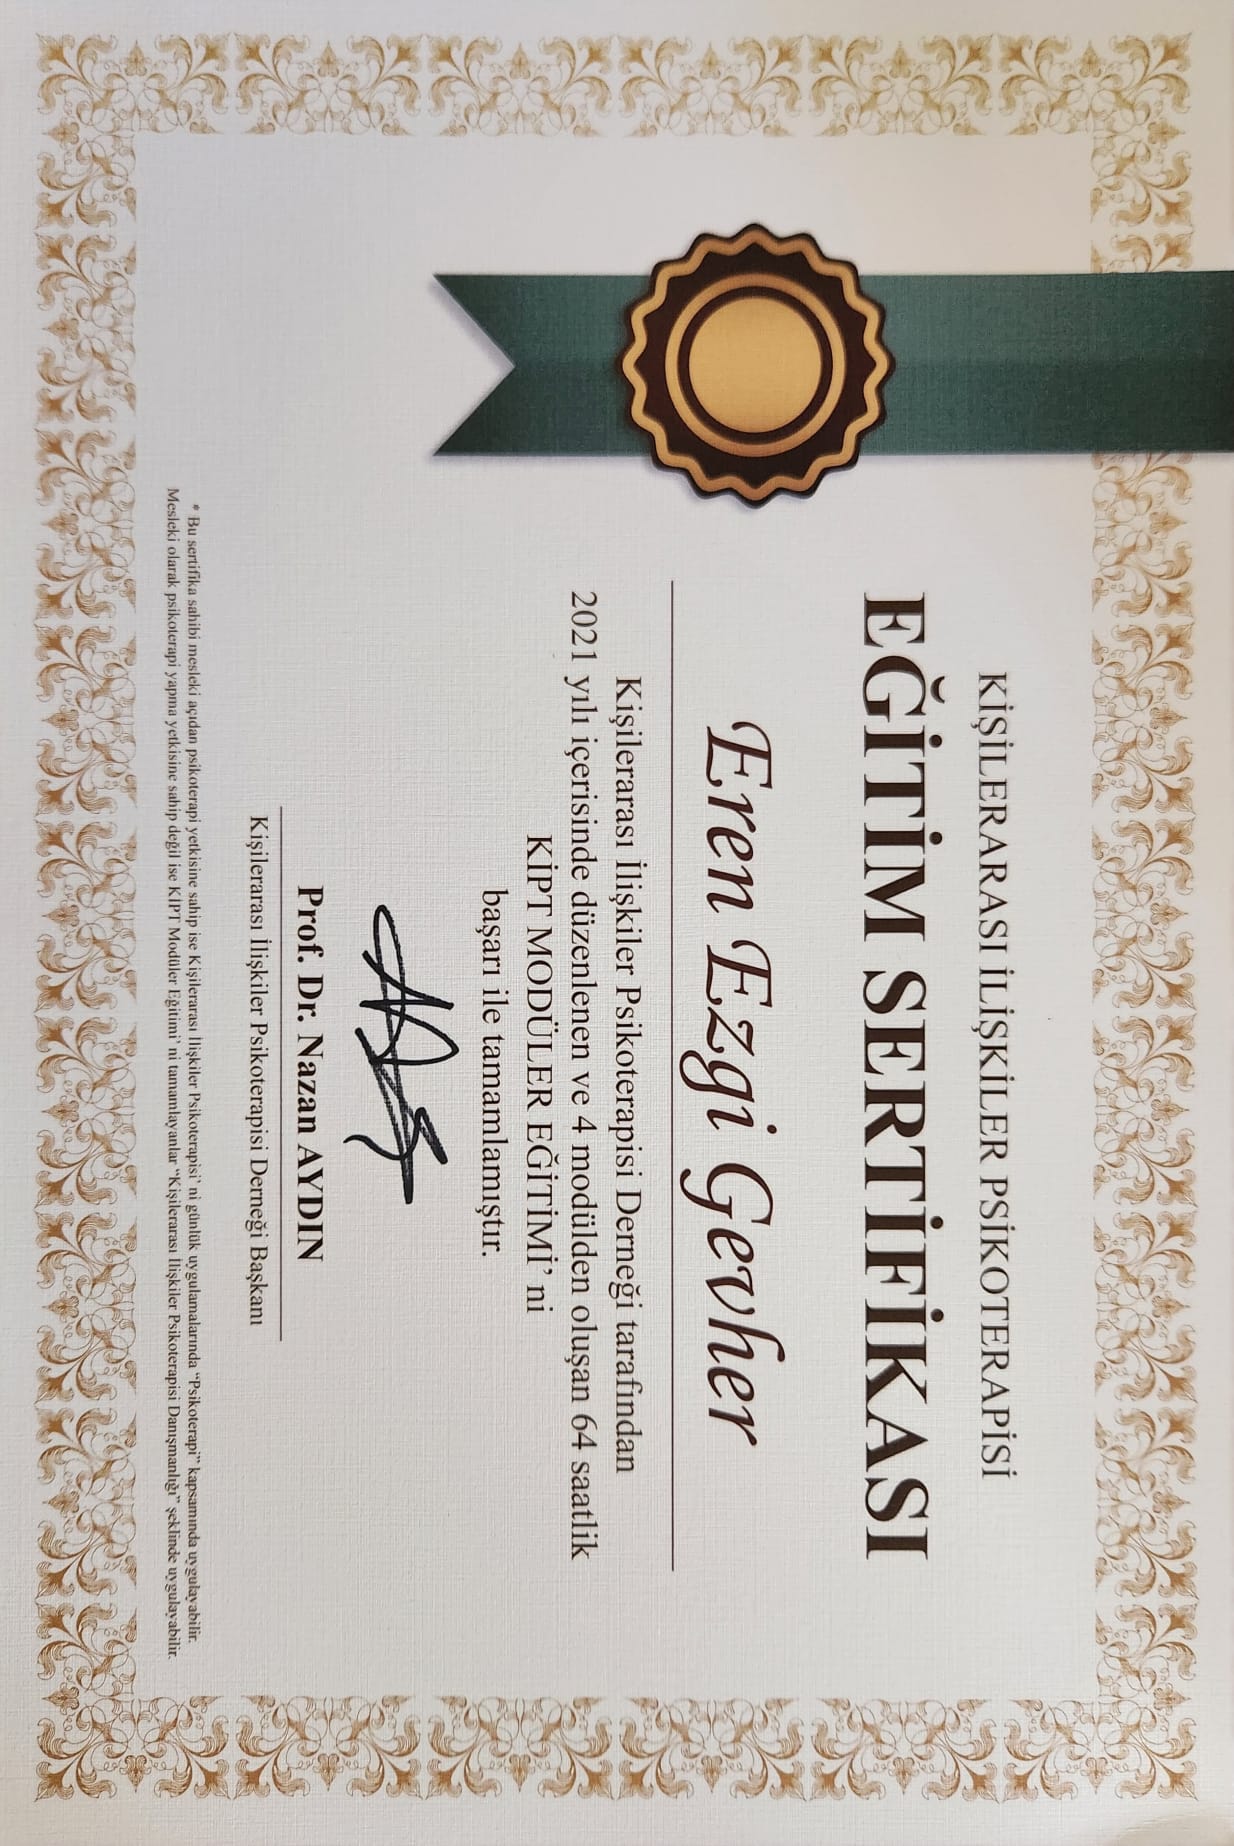 KİŞİLERARASI İLİŞKİLER PSİKOTERAPİSİ
EĞİTİM SERTİFİKASI
Eren Ezgi Gevher
Kişilerarası İlişkiler Psikoterapisi Derneği tarafından
2021 yılı içerisinde düzenlenen ve 4 modülden oluşan 64 saatlik
KİPT MODÜLER EĞİTİMİ’ ni
başarı ile tamamlamıştır.
Prof. Dr. Nazan AYDIN
Kişilerarası İlişkiler Psikoterapisi Derneği Başkanı
* Bu sertifika sahibi mesleki açıdan psikoterapi yetkisine sahip ise Kişilerarası İlişkiler Psikoterapisi’ ni günlük uygulamalarında “Psikoterapi” kapsamında uygulayabilir.
Mesleki olarak psikoterapi yapma yetkisine sahip değil ise KİPT Modüler Eğitimi’ ni tamamlayanlar “Kişilerarası İlişkiler Psikoterapisi Danışmanlığı” şeklinde uygulayabilir.